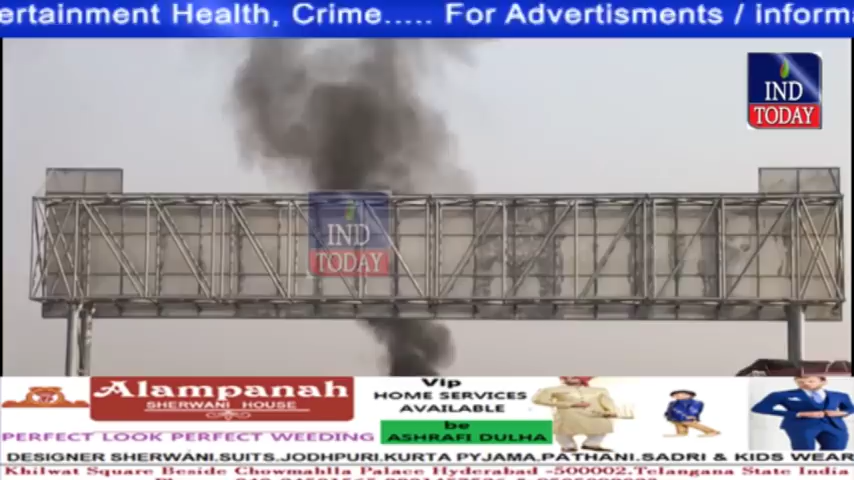 ertainment Health, Crime..... For Advertisments / inform
IND
TODAY
IND
TODAY
Alampanah
SHERWANI HOUSE
PERFECT LOOK PERFECT WEEDING
Vip
HOME SERVICES
AVAILABLE
be
ASHRAFI DULHA
DESIGNER SHERWANI.SUITS.JODHPURI.KURTA PYJAMA.PATHANI.SADRI & KIDS WEAR
Khilwat Square Beside Chowmahlla Palace Hyderabad -500002.Telangana State India